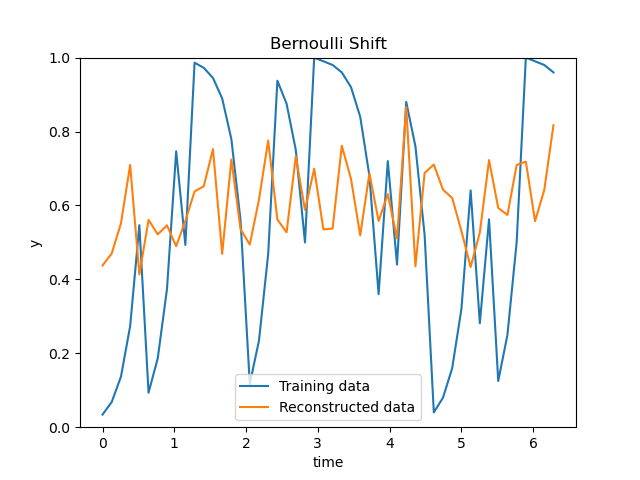 Bernoulli Shift
1.0
0.8
0.6
0.4
0.2
0.0
y
Training data
Reconstructed data
0 1 2 3 4 5 6
time